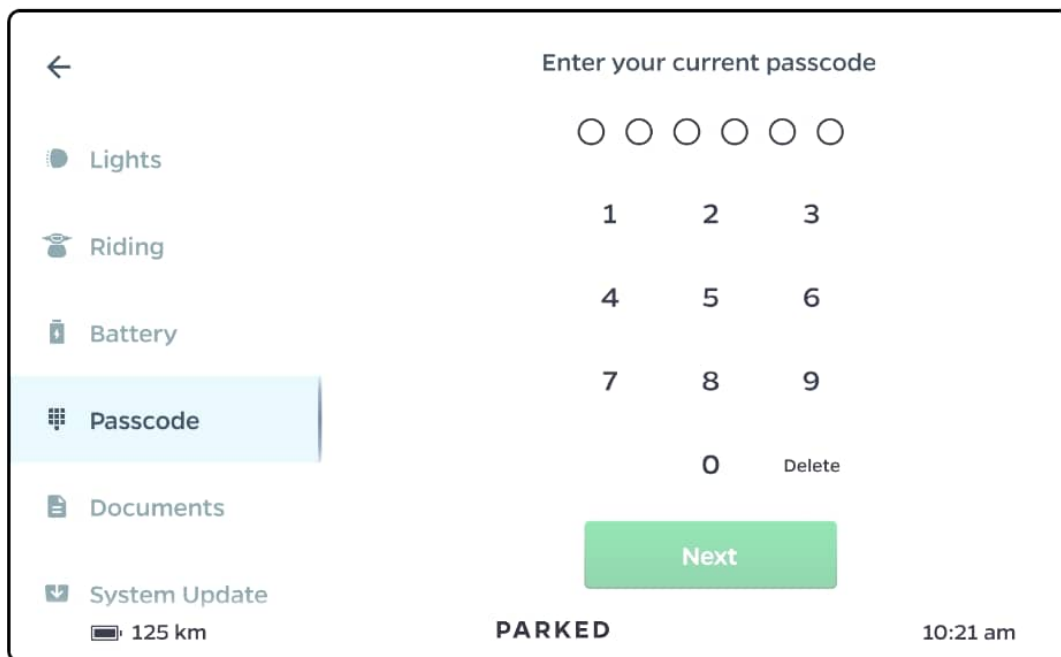 Enter your current passcode
Lights
Riding
Battery
Passcode
Documents
System Update
1 2 3
4 5 6
7 8 9
0 Delete
Next
125 km
PARKED
10:21 am